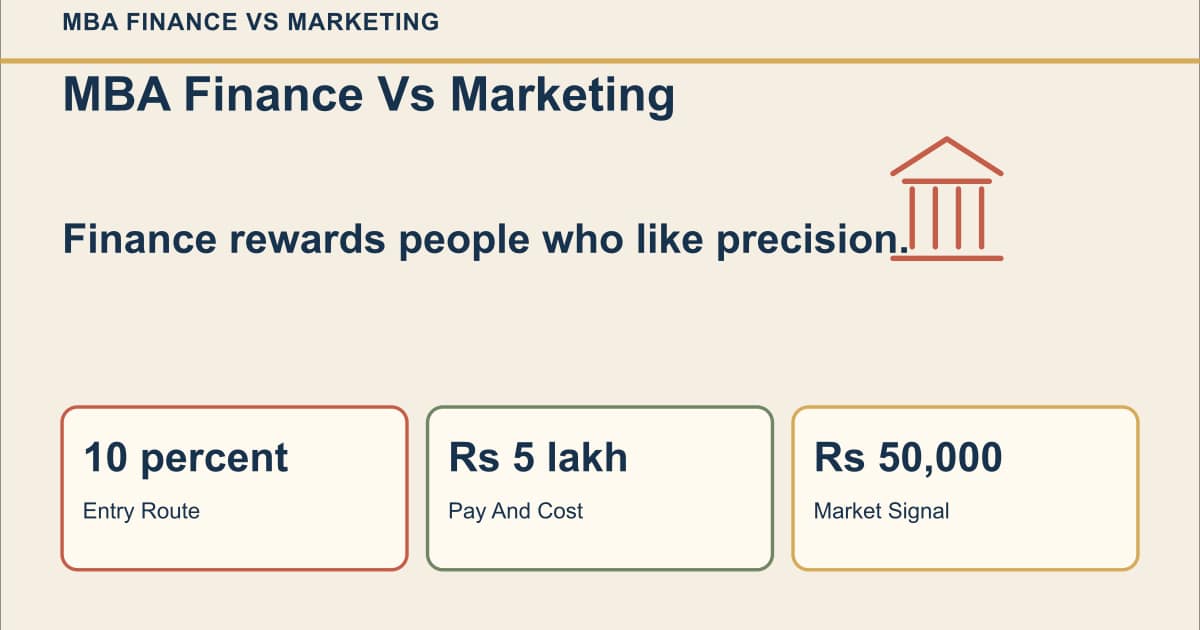 MBA FINANCE VS MARKETING
MBA Finance Vs Marketing
Finance rewards people who like precision.
10 percent
Entry Route
Rs 5 lakh
Pay And Cost
Rs 50,000
Market Signal